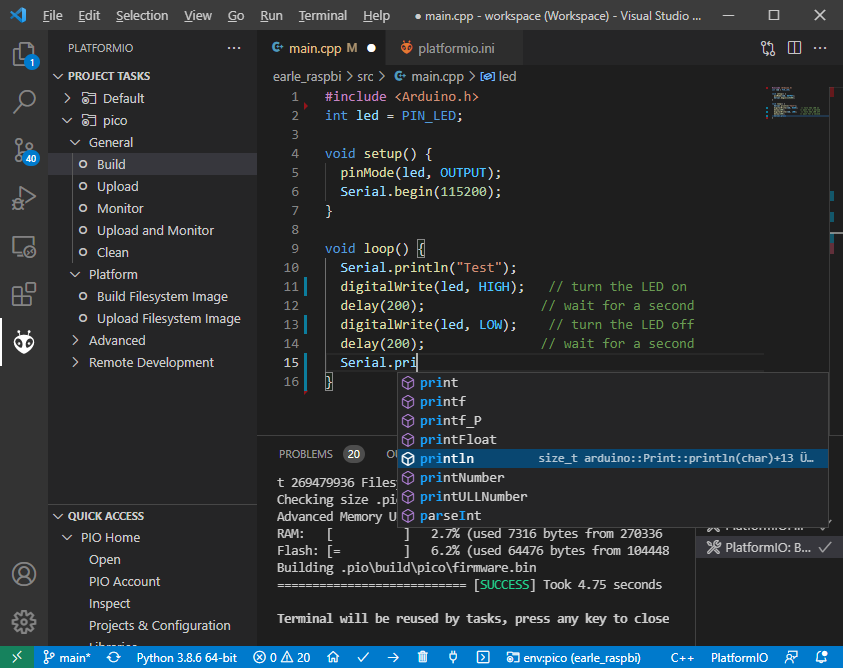 File Edit Selection View Go Run Terminal Help ● main.cpp - workspace (Workspace) - Visual Studio ...
PLATFORMIO ...
main.cpp M ● platformio.ini
1
40
PROJECT TASKS
Default
pico
General
Build
Upload
Monitor
Upload and Monitor
Clean
Platform
Build Filesystem Image
Upload Filesystem Image
Advanced
Remote Development
QUICK ACCESS
PIO Home
Open
PIO Account
Inspect
Projects & Configuration
Libraries
earle_raspbi > src > main.cpp > led
1 #include <Arduino.h>
2 int led = PIN_LED;
3
4 void setup() {
5 pinMode(led, OUTPUT);
6 Serial.begin(115200);
7 }
8
9 void loop() {
10 Serial.println("Test");
11 digitalWrite(led, HIGH); // turn the LED on
12 delay(200); // wait for a second
13 digitalWrite(led, LOW); // turn the LED off
14 delay(200); // wait for a second
15 Serial.pri
16 }
print
printf
printf_P
printFloat
println size_t arduino::Print::println(char)+13 Ü...
printNumber
printULLNumber
parseInt
PROBLEMS 20
t 269479936
Checking size .pio
Advanced Memory
RAM: [ ] 2.7% (used 7316 bytes from 270336
Flash: [= ] 6.2% (used 64476 bytes from 104448
Building .pio\build\pico\firmware.bin
=========================== [SUCCESS] Took 4.75 seconds
Terminal will be reused by tasks, press any key to close
PlatformIO: B... ✓
main* Python 3.8.6 64-bit 0 20 env:pico (earle_raspbi) C++ PlatformIO